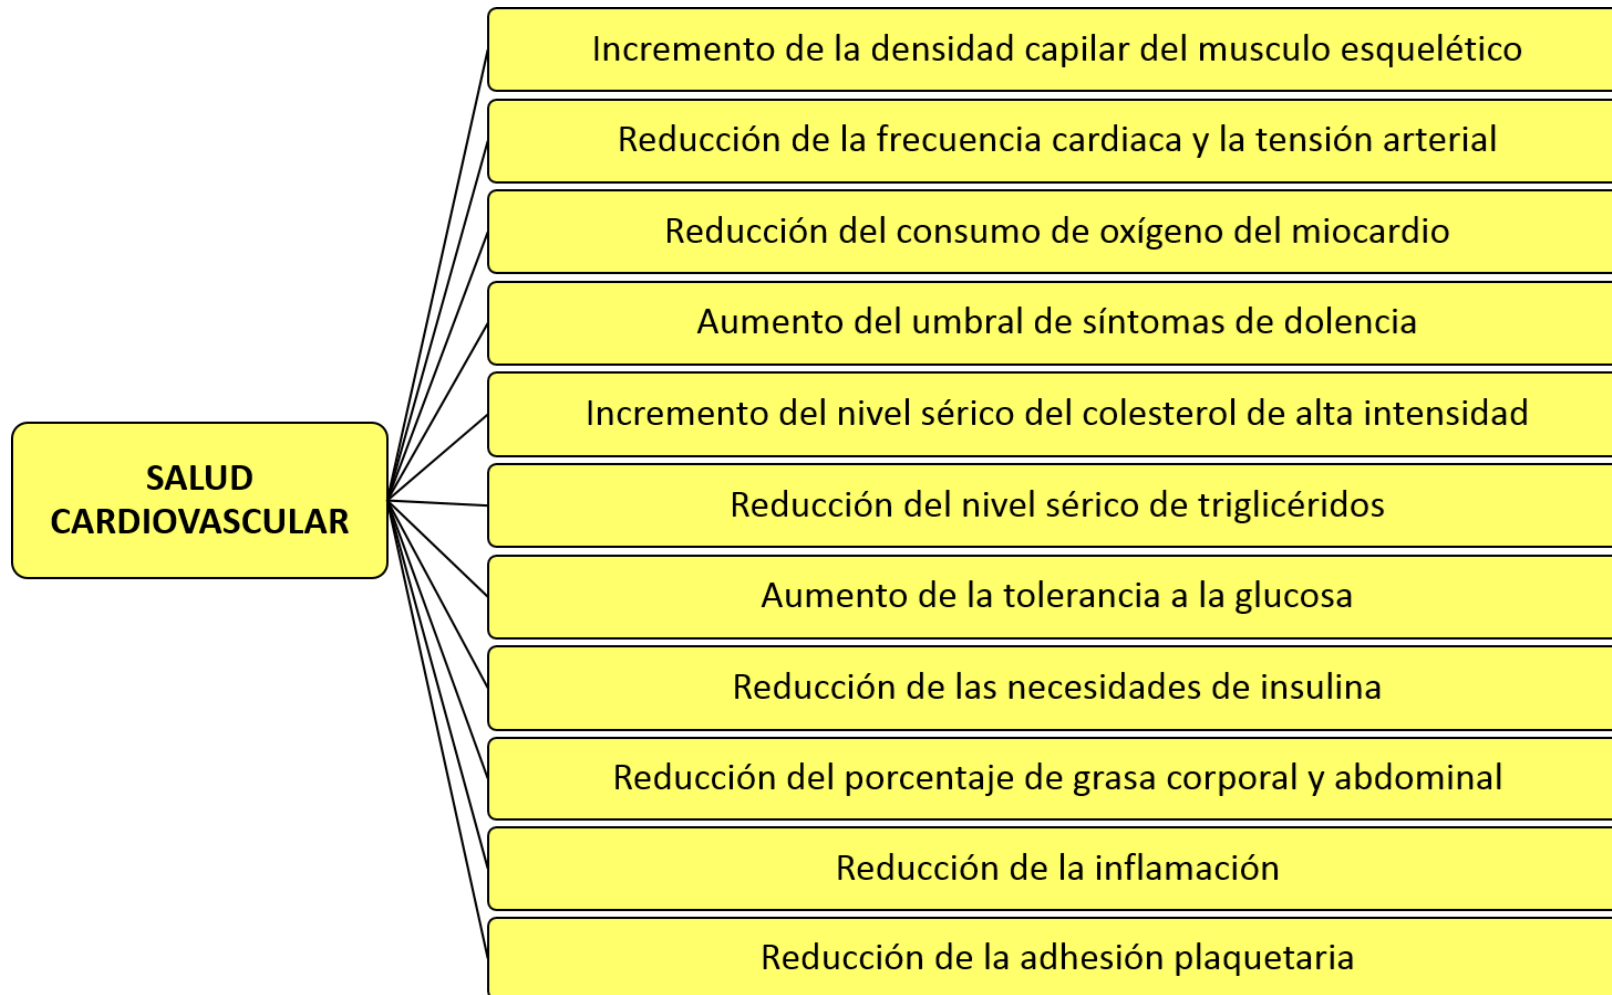 Incremento de la densidad capilar del musculo esquelético
Reducción de la frecuencia cardiaca y la tensión arterial
Reducción del consumo de oxígeno del miocardio
Aumento del umbral de síntomas de dolencia
Incremento del nivel sérico del colesterol de alta intensidad
SALUD
CARDIOVASCULAR
Reducción del nivel sérico de triglicéridos
Aumento de la tolerancia a la glucosa
Reducción de las necesidades de insulina
Reducción del porcentaje de grasa corporal y abdominal
Reducción de la inflamación
Reducción de la adhesión plaquetaria